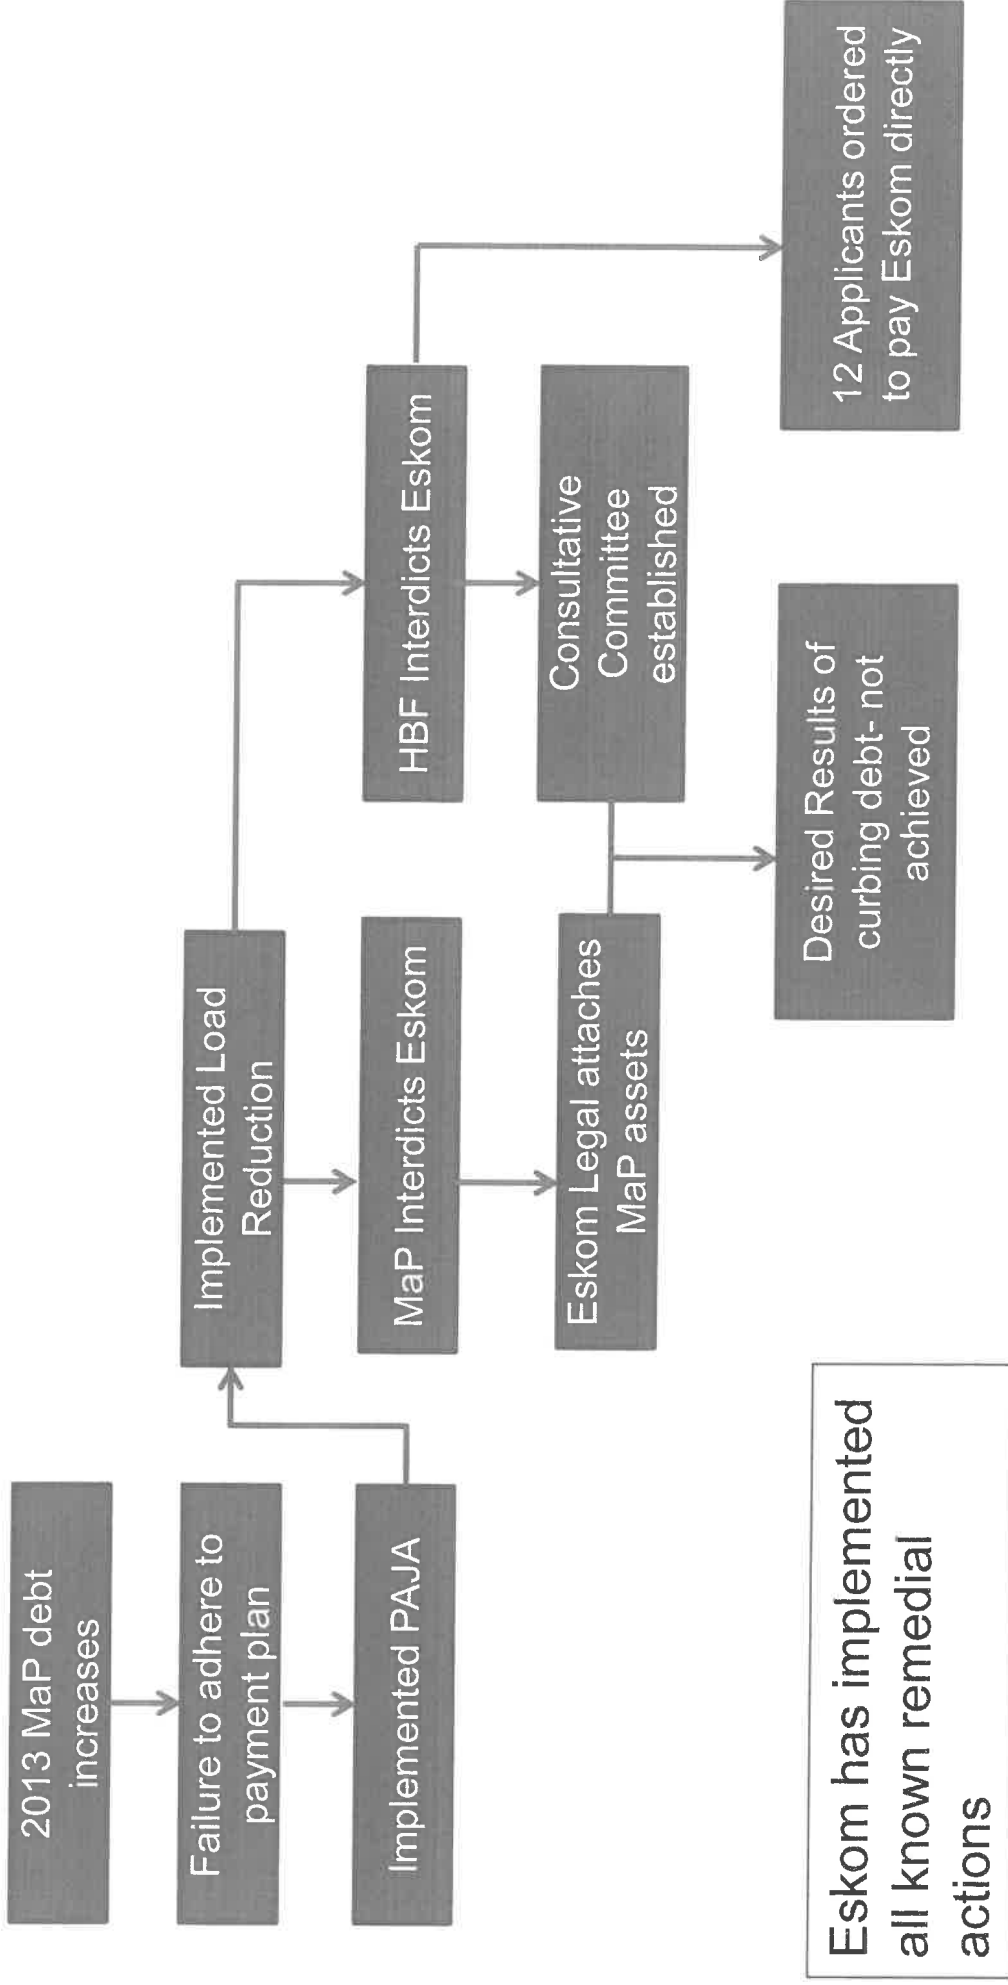 2013 MaP debt
increases
Failure to adhere to
payment plan
Implemented PAJA
Implemented Load
Reduction
MaP Interdicts Eskom
Eskom Legal attaches
MaP assets
HBF Interdicts Eskom
Consultative
Committee
established
Desired Results of
curbing debt- not
achieved
12 Applicants ordered
to pay Eskom directly
Eskom has implemented
all known remedial
actions